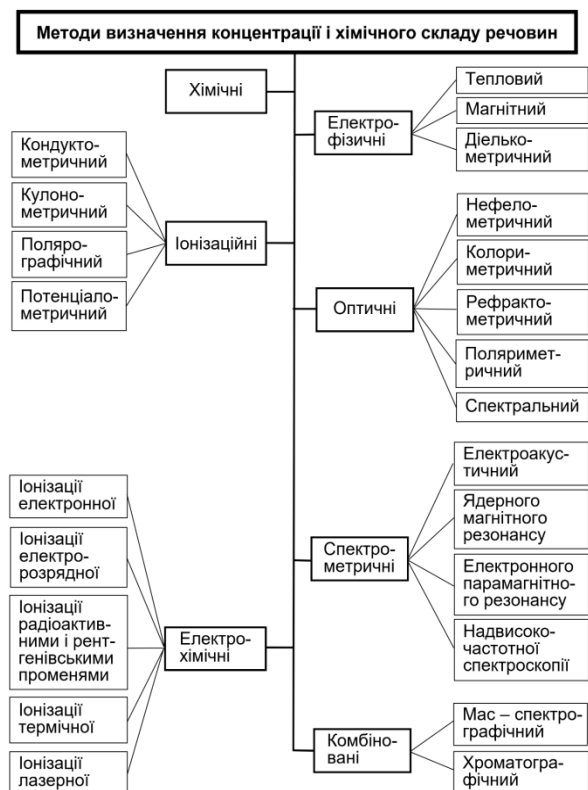 Методи визначення концентрації і хімічного складу речовин
Хімічні
Електро-
фізичні
Тепловий
Магнітний
Діелько-
метричний
Кондукто-
метричний
Кулоно-
метричний
Поляро-
графічний
Потенціало-
метричний
Іонізаційні
Оптичні
Нефело-
метричний
Колори-
метричний
Рефракто-
метричний
Поляримет-
ричний
Спектральний
Іонізації
електронної
Іонізації
електро-
розрядної
Іонізації
радіоактив-
ними і рент-
генівськими
променями
Іонізації
термічної
Іонізації
лазерної
Електро-
хімічні
Спектро-
метричні
Електроакус-
тичний
Ядерного
магнітного
резонансу
Електронного
парамагнітно-
го резонансу
Надвисоко-
частотної
спектроскопії
Комбіно-
вані
Мас – спектро-
графічний
Хроматогра-
фічний